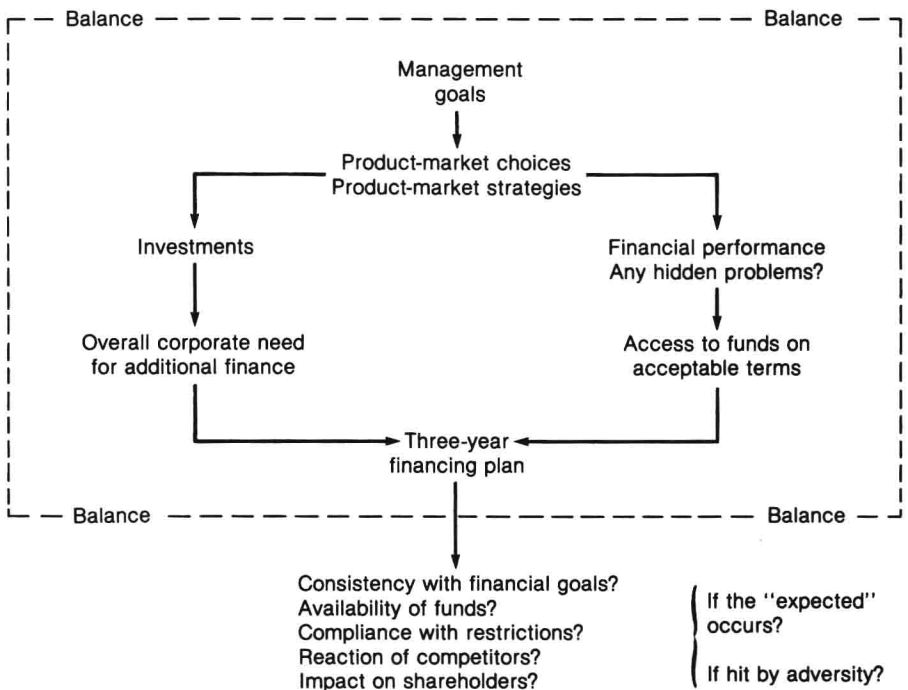 Balance Balance
Management
goals
Product-market choices
Product-market strategies
Investments
Financial performance
Any hidden problems?
Overall corporate need
for additional finance
Access to funds on
acceptable terms
Three-year
financing plan
Balance Balance
Consistency with financial goals?
Availability of funds?
Compliance with restrictions?
Reaction of competitors?
Impact on shareholders?
If the "expected"
occurs?
If hit by adversity?